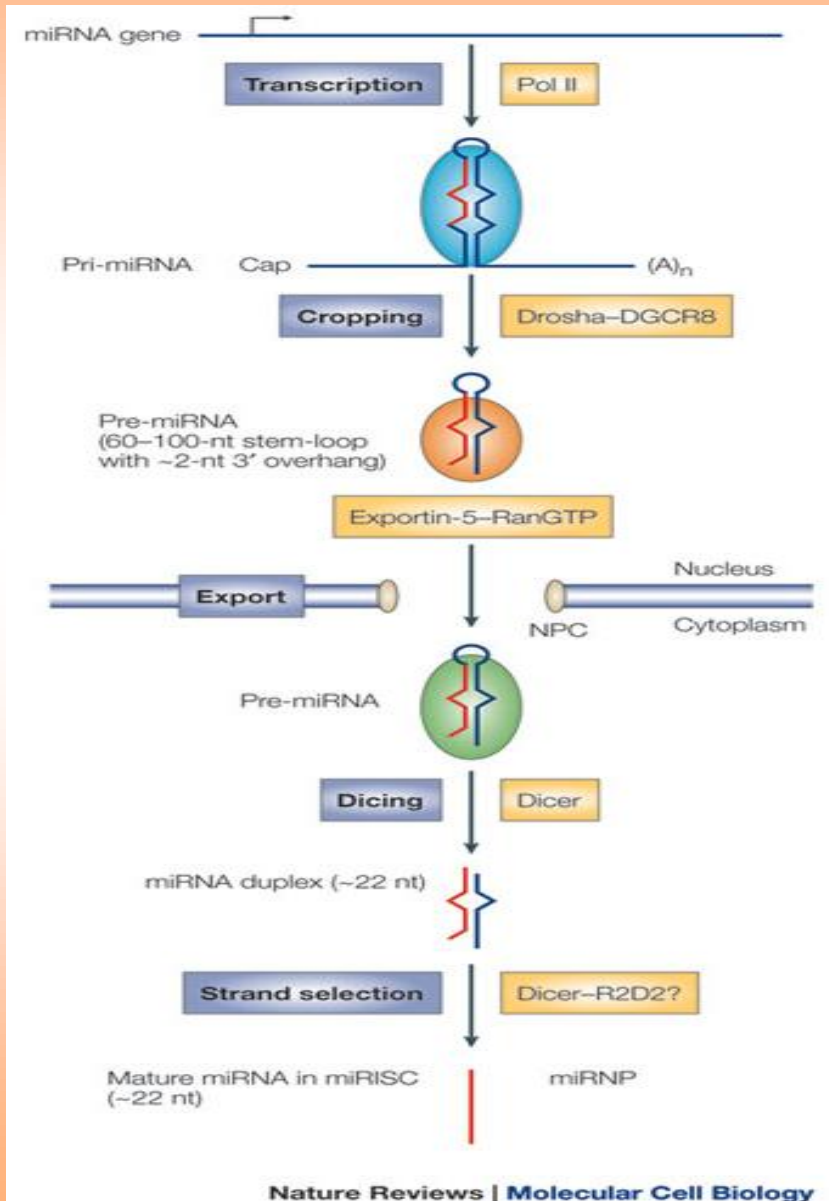 miRNA gene
Transcription Pol II
Pri-miRNA Cap (A)n
Cropping Drosha–DGCR8
Pre-miRNA
(60–100-nt stem-loop
with ~2-nt 3′ overhang)
Exportin-5–RanGTP
Nucleus
Export
NPC Cytoplasm
Pre-miRNA
Dicing Dicer
miRNA duplex (~22 nt)
Strand selection Dicer–R2D2?
Mature miRNA in miRISC miRNP
(~22 nt)
Nature Reviews | Molecular Cell Biology